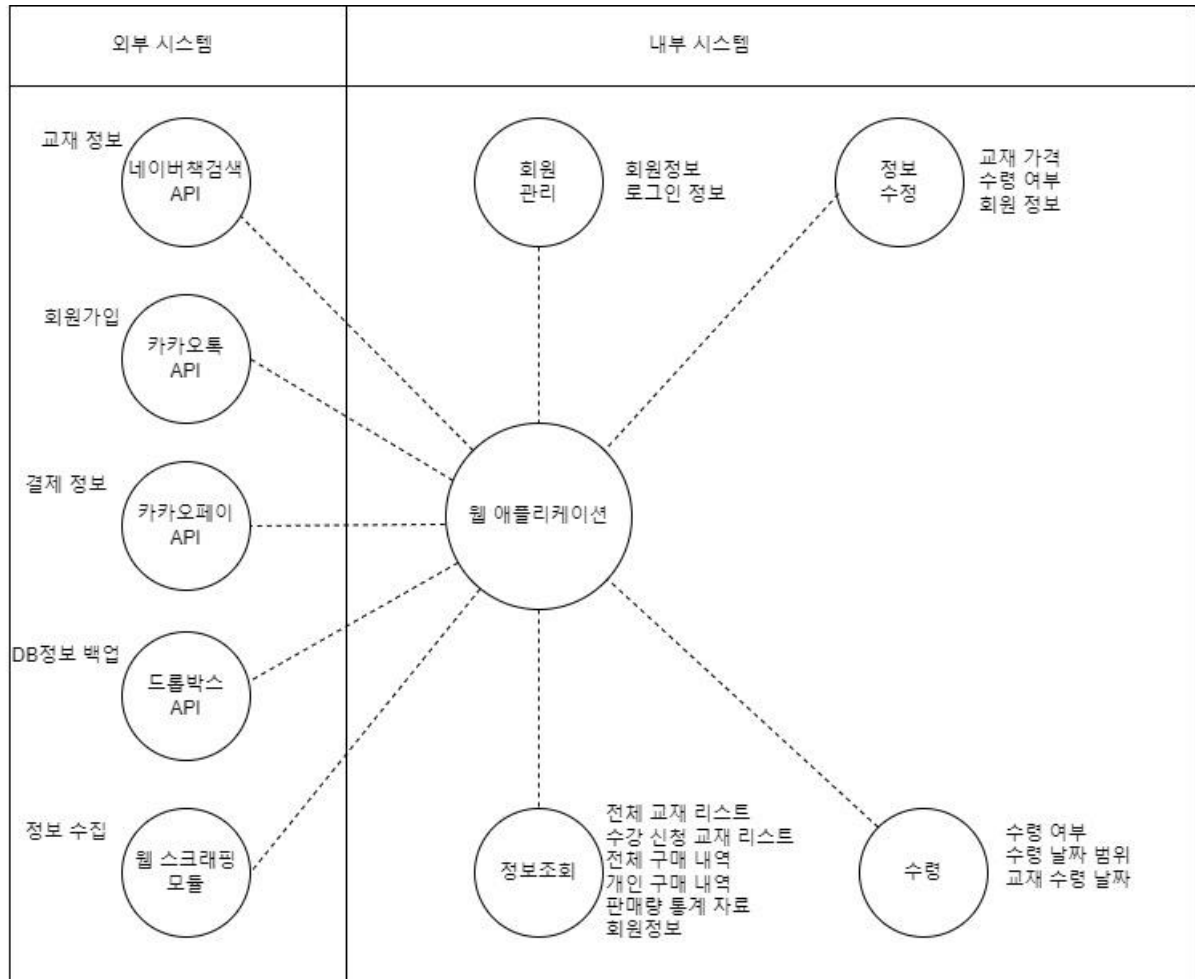 외부 시스템
내부 시스템
교재 정보
네이버책검색
API
회원가입
카카오톡
API
결제 정보
카카오페이
API
DB정보 백업
드롭박스
API
정보 수집
웹 스크래핑
모듈
회원
관리
회원정보
로그인 정보
정보
수정
교재 가격
수령 여부
회원 정보
웹 애플리케이션
정보조회
전체 교재 리스트
수강 신청 교재 리스트
전체 구매 내역
개인 구매 내역
판매량 통계 자료
회원정보
수령
수령 여부
수령 날짜 범위
교재 수령 날짜